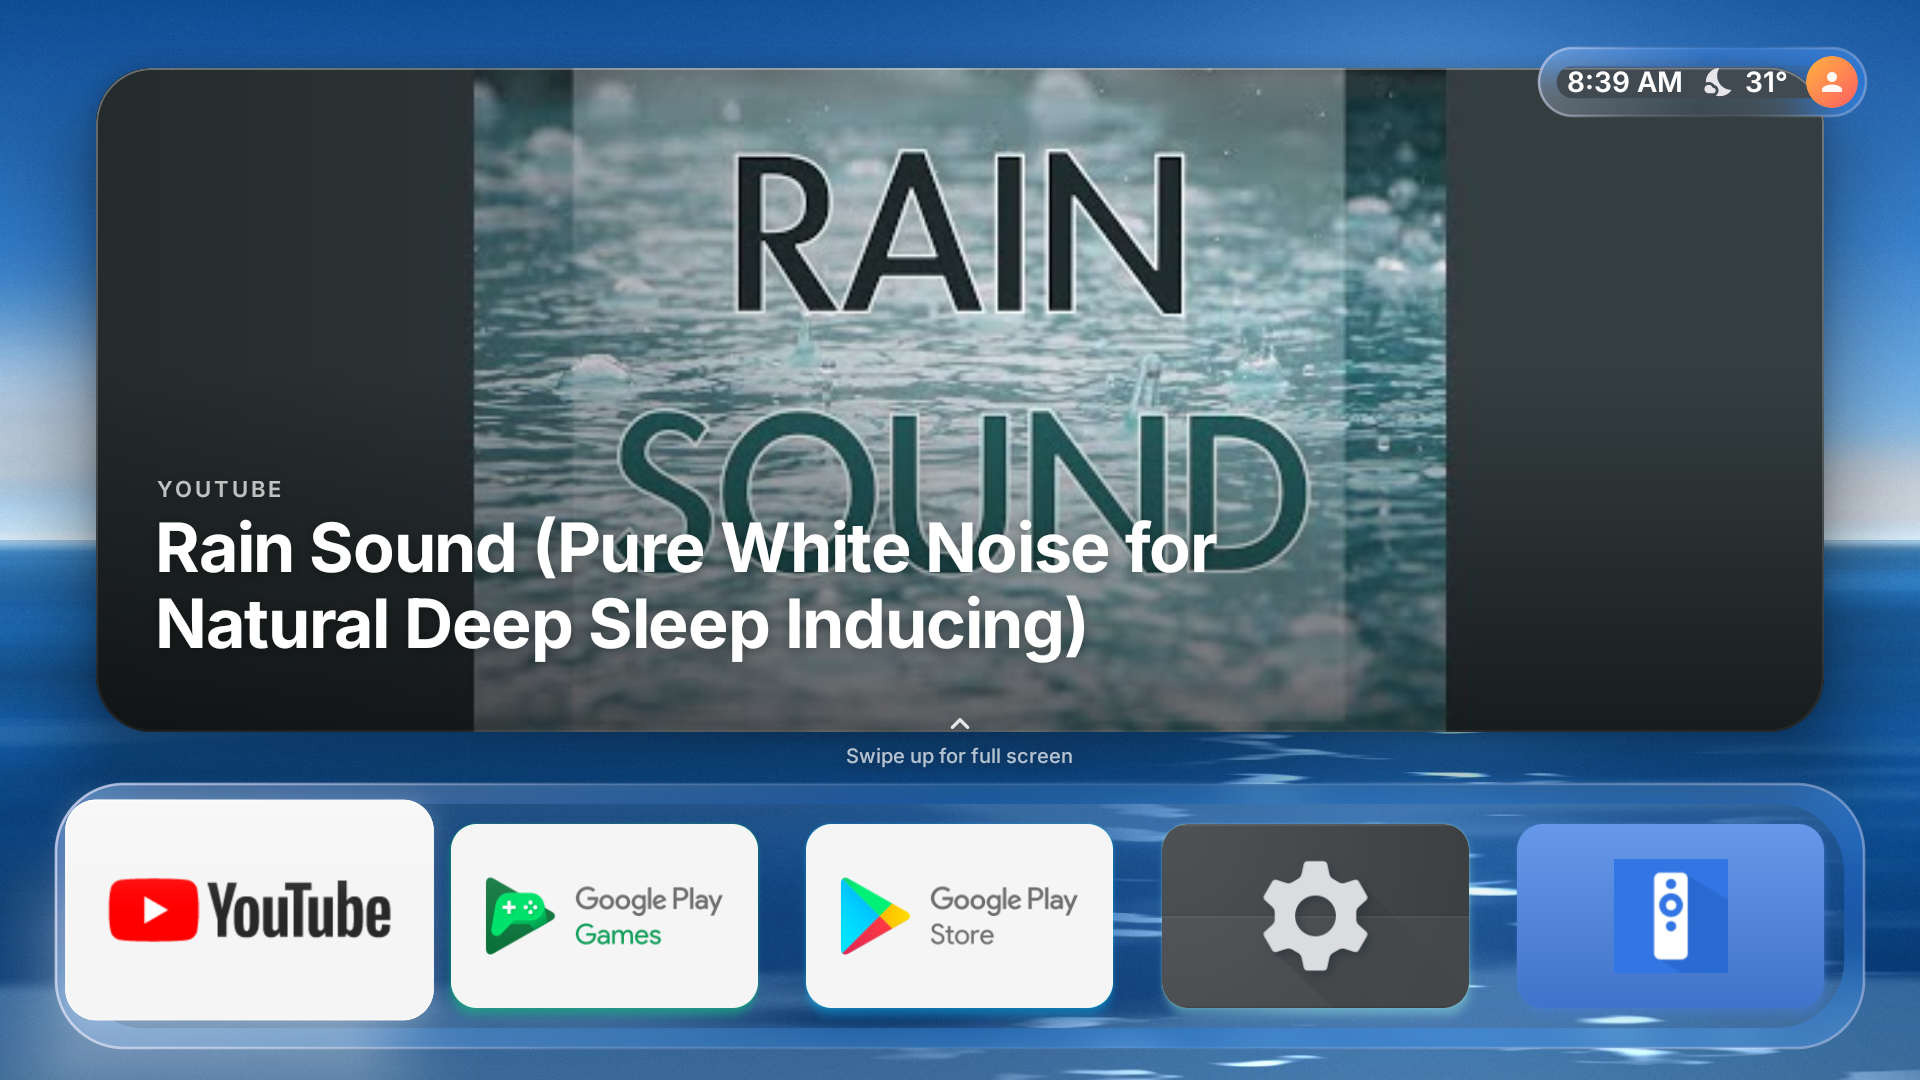 8:39 AM 31°
RAIN
SOUND
YOUTUBE
Rain Sound (Pure White Noise for
Natural Deep Sleep Inducing)
Swipe up for full screen
YouTube
Google Play
Games
Google Play
Store